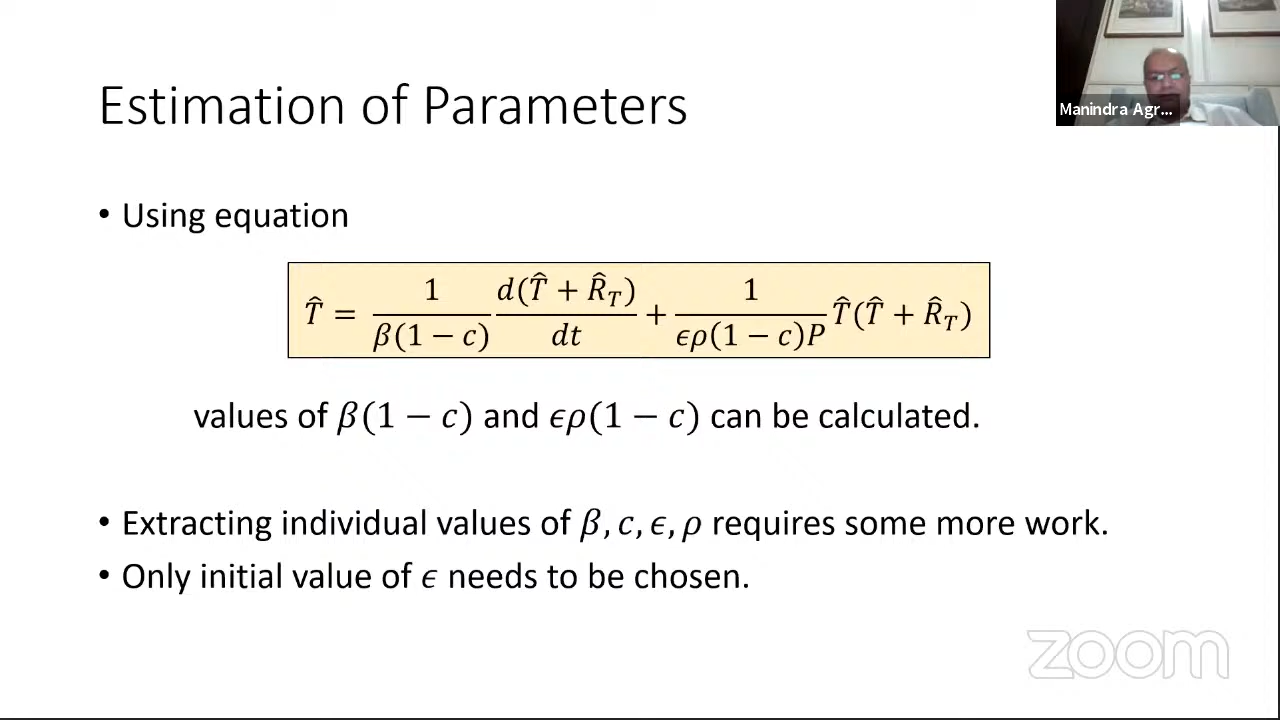 Estimation of Parameters
Manindra Agr...
• Using equation
T̂ = 1/(β(1 − c)) d(T̂ + R̂_T)/dt + 1/(ϵρ(1 − c)P) T̂(T̂ + R̂_T)
values of β(1 − c) and ϵρ(1 − c) can be calculated.
• Extracting individual values of β, c, ϵ, ρ requires some more work.
• Only initial value of ϵ needs to be chosen.
zoom